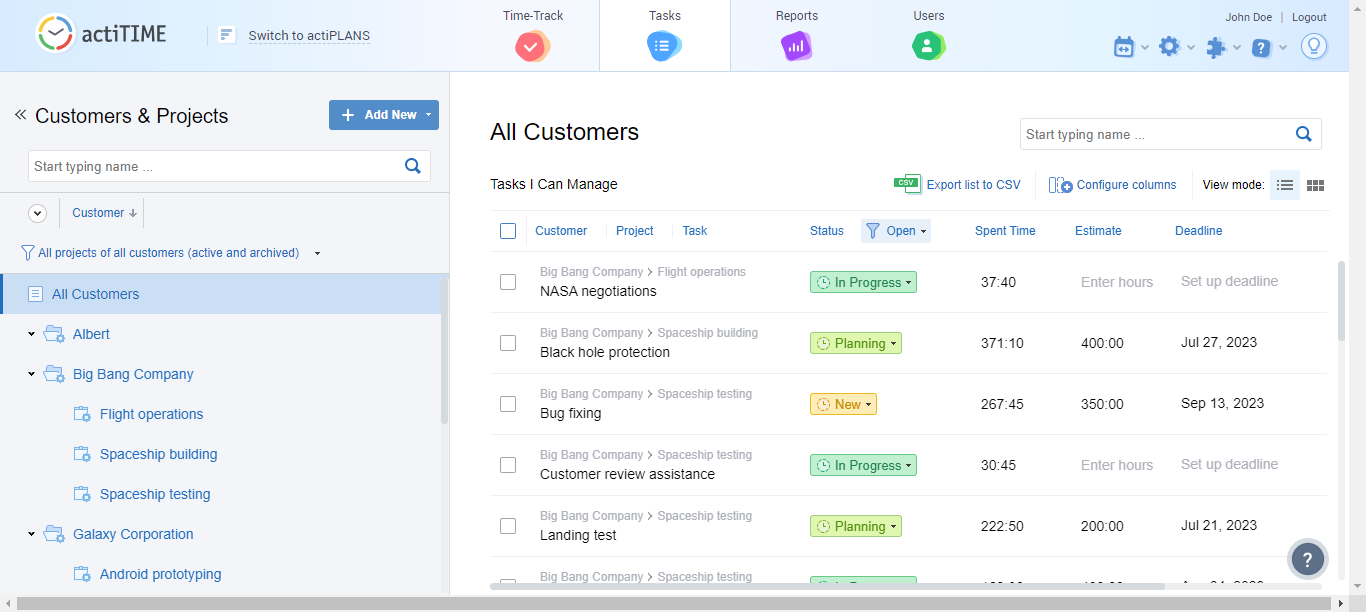 actiTIME
Switch to actiPLANS
Time-Track
Tasks
Reports
Users
John Doe | Logout
Customers & Projects
Add New
Start typing name ...
Customer
All projects of all customers (active and archived)
All Customers
Albert
Big Bang Company
Flight operations
Spaceship building
Spaceship testing
Galaxy Corporation
Android prototyping
All Customers
Start typing name ...
Tasks I Can Manage
CSV Export list to CSV
Configure columns
View mode:
Customer Project Task Status Open Spent Time Estimate Deadline
Big Bang Company > Flight operations
NASA negotiations In Progress 37:40 Enter hours Set up deadline
Big Bang Company > Spaceship building
Black hole protection Planning 371:10 400:00 Jul 27, 2023
Big Bang Company > Spaceship testing
Bug fixing New 267:45 350:00 Sep 13, 2023
Big Bang Company > Spaceship testing
Customer review assistance In Progress 30:45 Enter hours Set up deadline
Big Bang Company > Spaceship testing
Landing test Planning 222:50 200:00 Jul 21, 2023
Big Bang Company > Spaceship testing
?